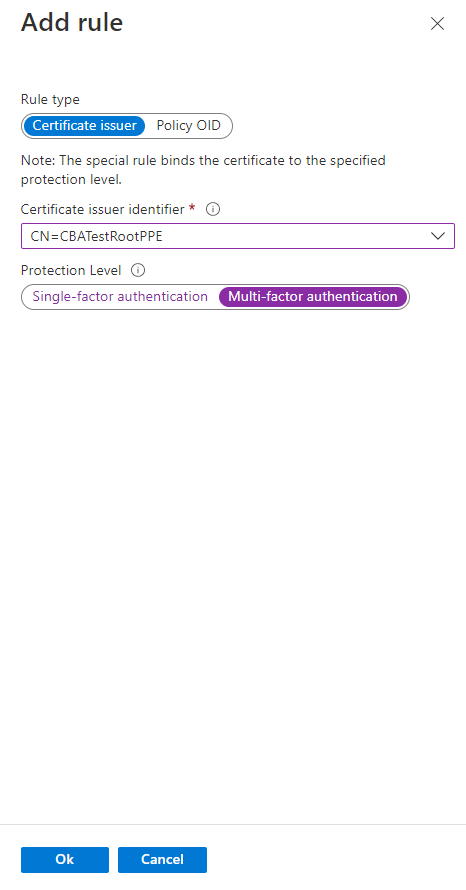 Add rule
Rule type
Certificate issuer Policy OID
Note: The special rule binds the certificate to the specified
protection level.
Certificate issuer identifier *
CN=CBATestRootPPE
Protection Level
Single-factor authentication Multi-factor authentication
Ok Cancel